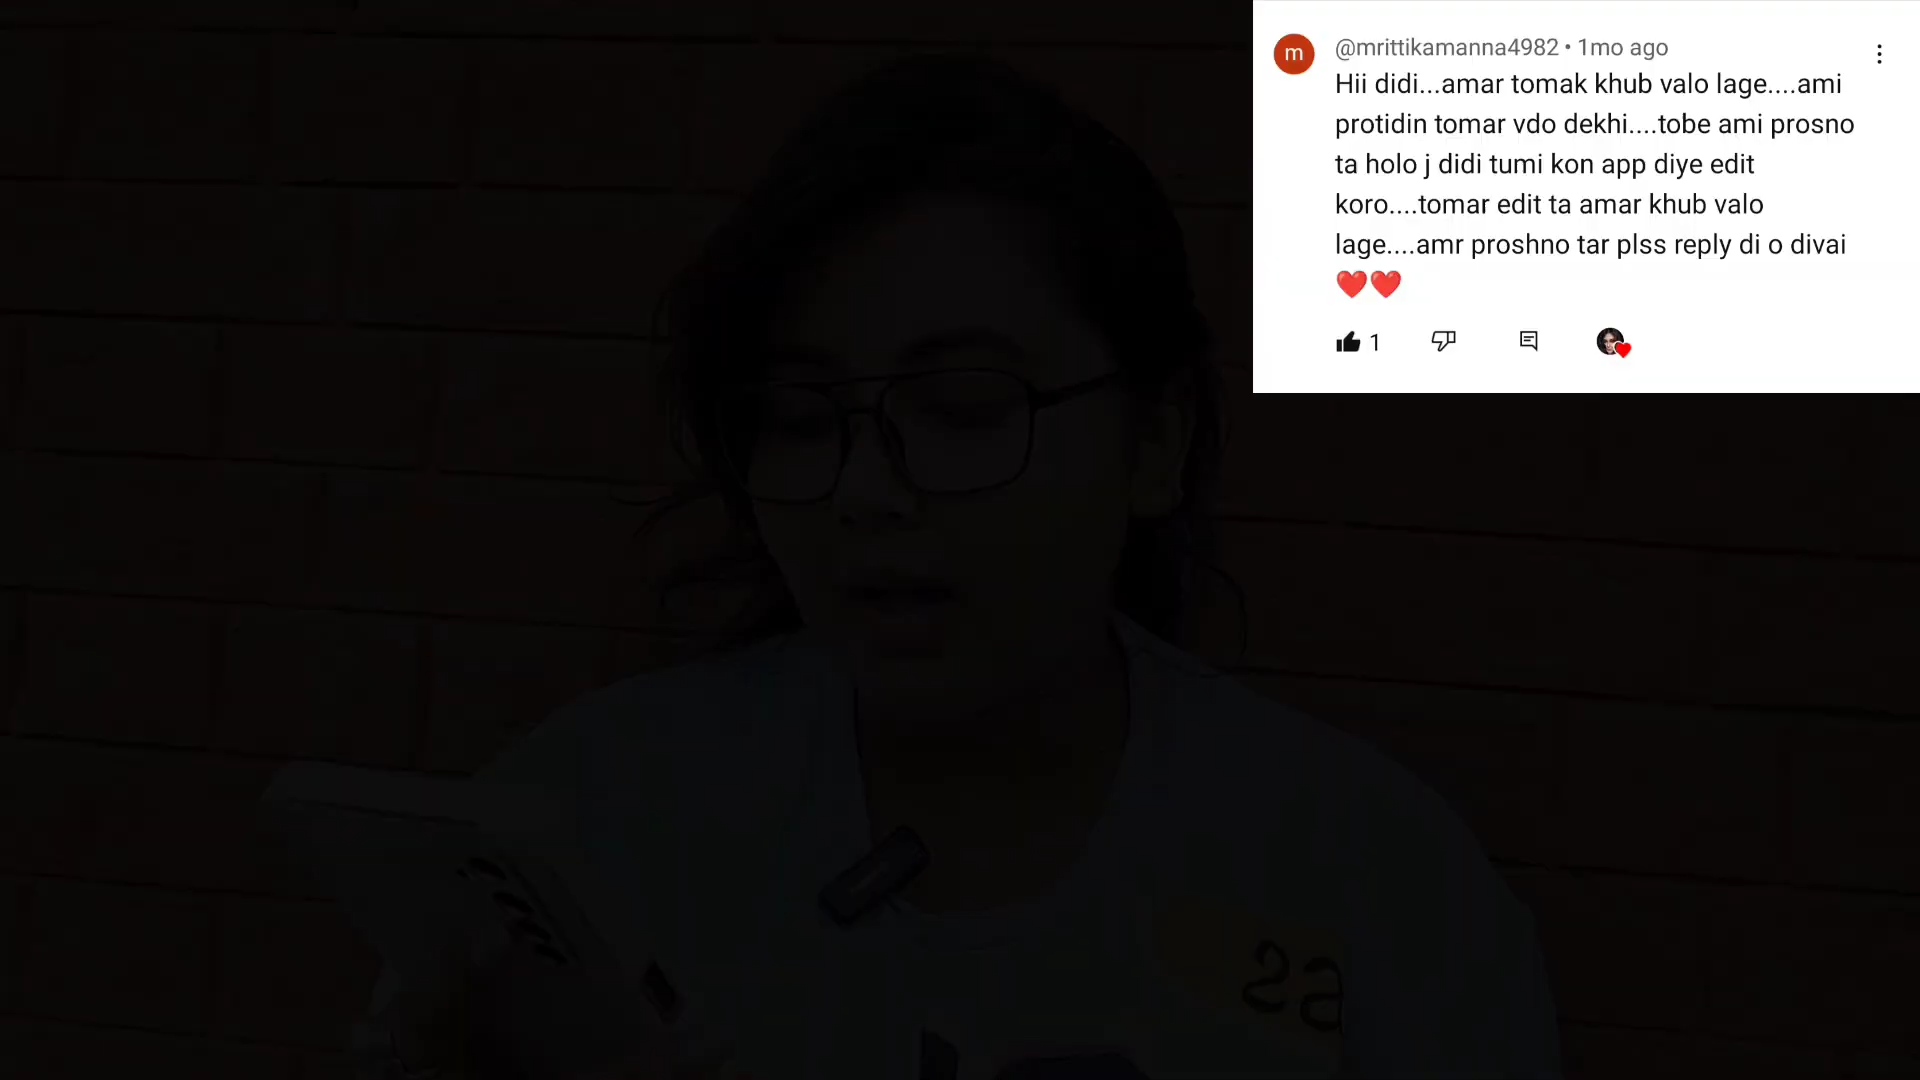 m
@mrittikamanna4982 • 1mo ago
Hii didi...amar tomak khub valo lage....ami
protidin tomar vdo dekhi....tobe ami prosno
ta holo j didi tumi kon app diye edit
koro....tomar edit ta amar khub valo
lage....amr proshno tar plss reply di o divai
❤️❤️
1